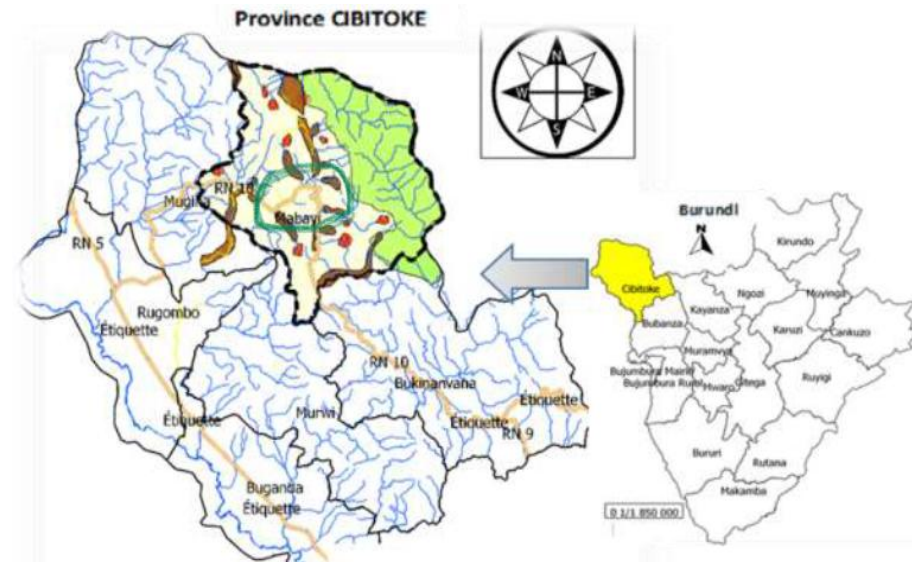 Province CIBITOKE
N
W
E
S
RN 5
RN 10
Mugina
Mabayi
Rugombo
Étiquette
Étiquette
RN 10
Bukinanyana
Murwi
Étiquette
Étiquette
RN 9
Buganda
Étiquette
Burundi
N
Kirundo
Cibitoke
Ngozi
Muyinga
Kayanza
Bubanza
Karuzi
Cankuzo
Muramvya
Bujumbura Mairie
Bujumbura Rural
Mwaro
Gitega
Ruyigi
Bururi
Rutana
Makamba
0 1/1 850 000